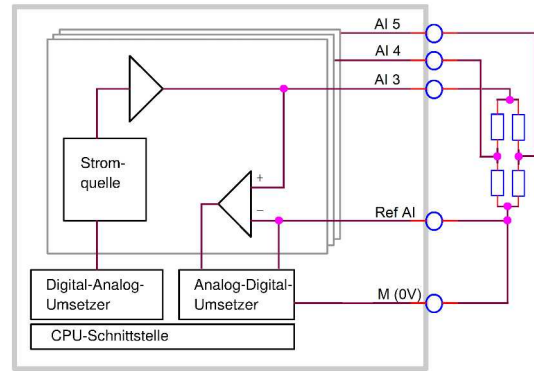 AI 5
AI 4
AI 3
Strom-
quelle
+
–
Ref AI
Digital-Analog-
Umsetzer
Analog-Digital-
Umsetzer
M (0V)
CPU-Schnittstelle